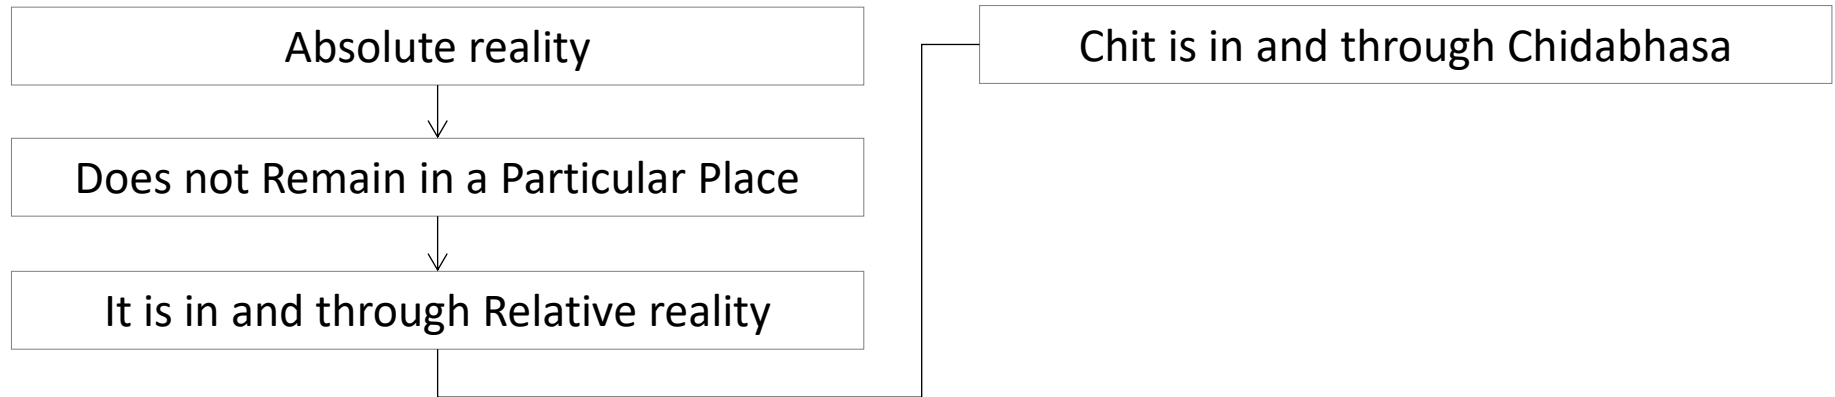 Absolute reality
Does not Remain in a Particular Place
It is in and through Relative reality
Chit is in and through Chidabhasa